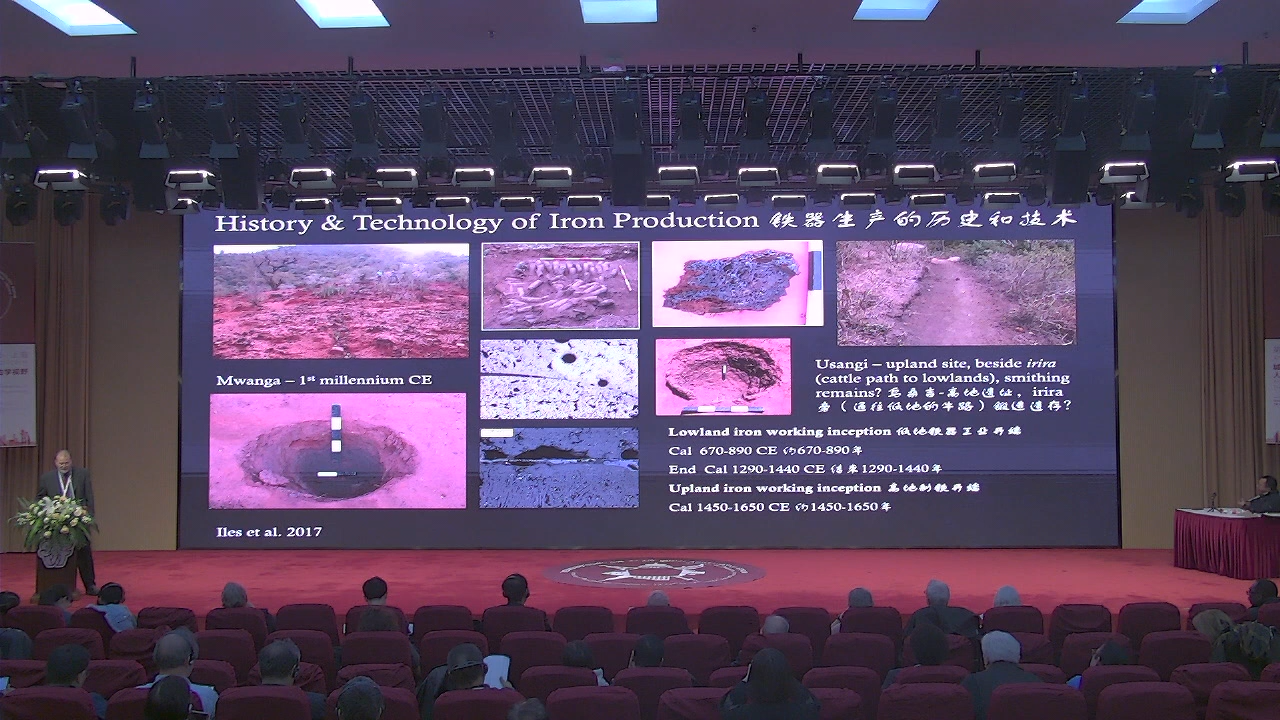 History & Technology of Iron Production 铁器生产的历史和技术
Mwanga – 1st millennium CE
Usangi – upland site, beside irira
(cattle path to lowlands), smithing
remains? 乌桑吉-高地遗址，irira
者（通往低地的牛路）锻造遗存？
Lowland iron working inception 低地铁器工业开端
Cal 670-890 CE 约670-890年
End Cal 1290-1440 CE 结束1290-1440年
Upland iron working inception 高地制铁开端
Cal 1450-1650 CE 约1450-1650年
Iles et al. 2017